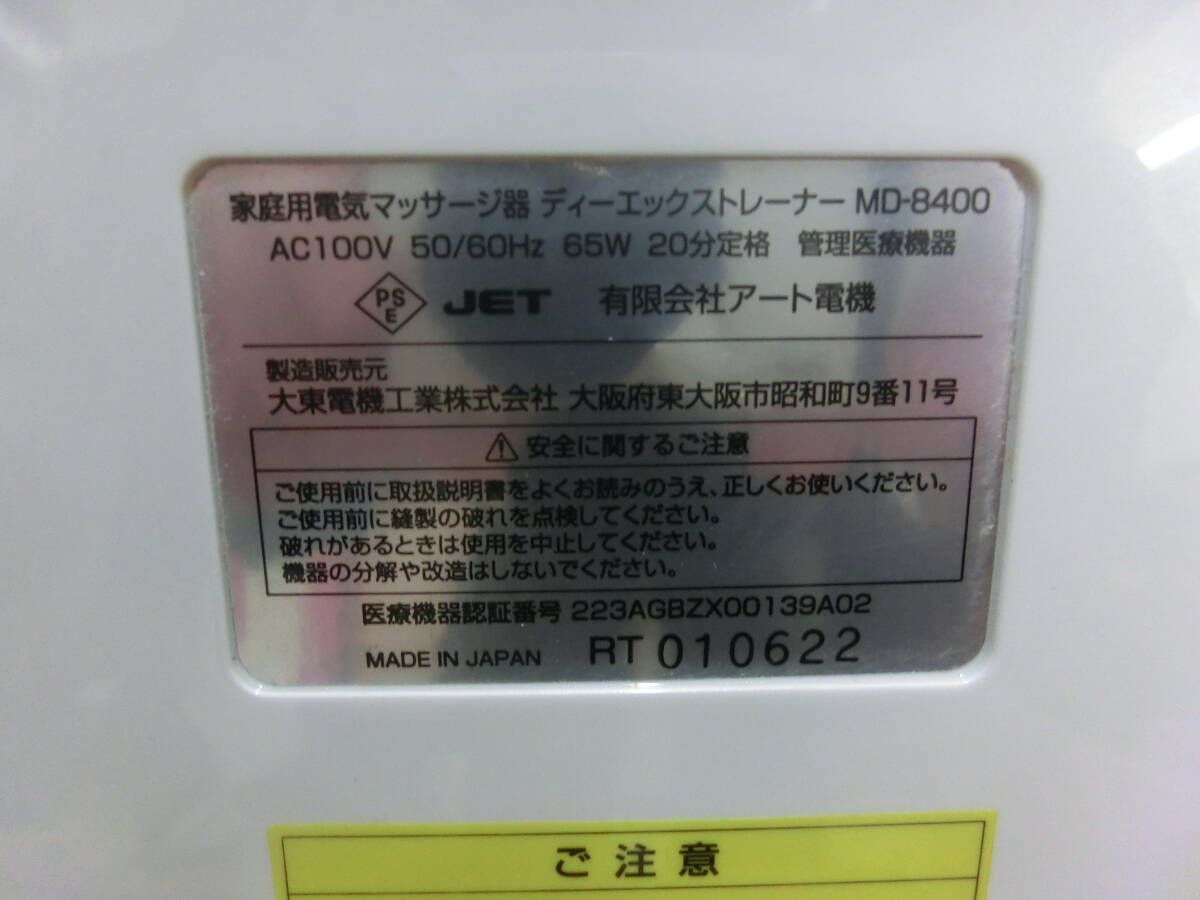 家庭用電気マッサージ器 ディーエックストレーナー MD-8400
AC100V 50/60Hz 65W 20分定格 管理医療機器
PSE JET 有限会社アート電機
製造販売元
大東電機工業株式会社 大阪府東大阪市昭和町9番11号
安全に関するご注意
ご使用前に取扱説明書をよくお読みのうえ、正しくお使いください。
ご使用前に縫製の破れを点検してください。
破れがあるときは使用を中止してください。
機器の分解や改造はしないでください。
医療機器認証番号 223AGBZX00139A02
MADE IN JAPAN RT 010622
ご注意